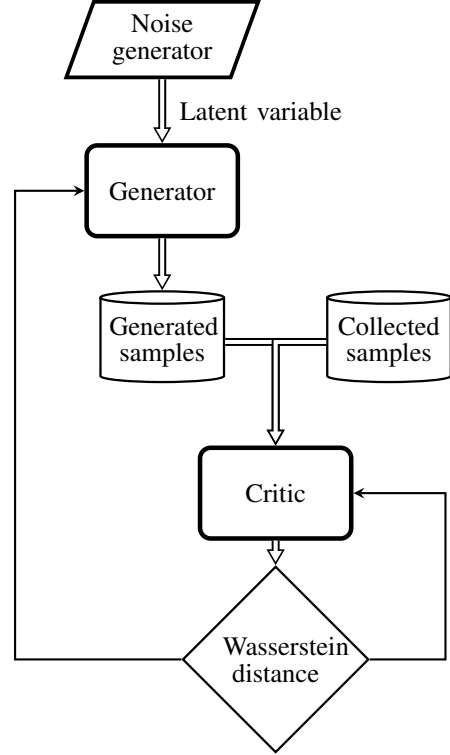 Noise
generator
Latent variable
Generator
Generated
samples
Collected
samples
Critic
Wasserstein
distance